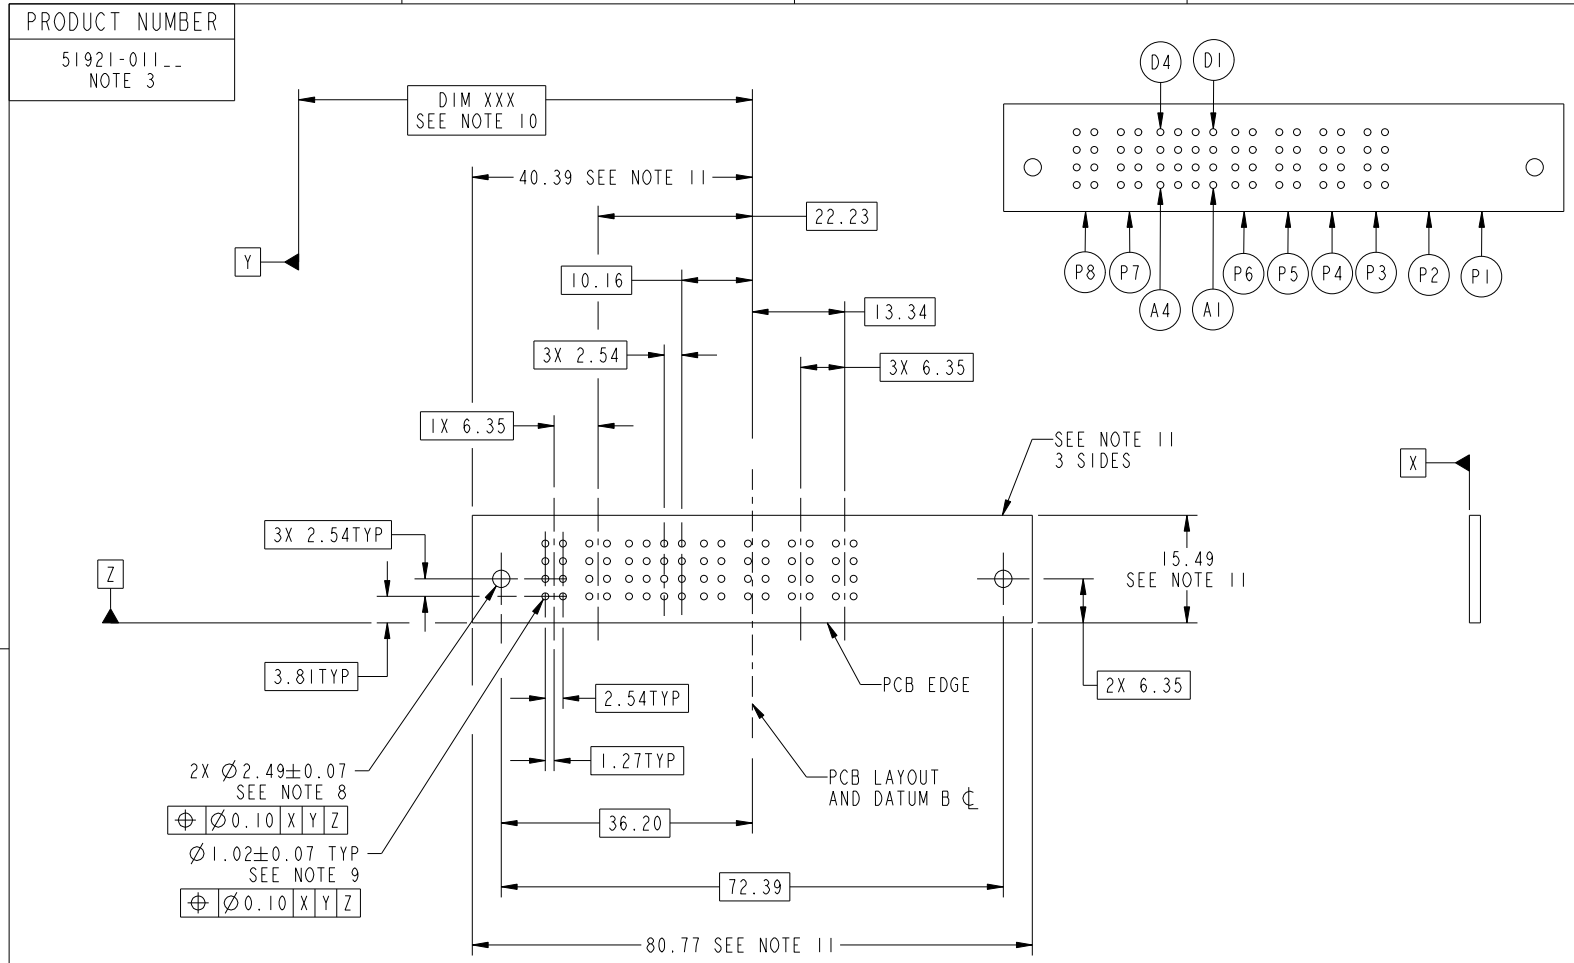 PRODUCT NUMBER
51921-011__
NOTE 3
DIM XXX
SEE NOTE 10
40.39 SEE NOTE 11
22.23
Y
10.16
13.34
3X 2.54
3X 6.35
1X 6.35
D4
D1
P8
P7
P6
P5
P4
P3
P2
P1
A4
A1
SEE NOTE 11
3 SIDES
X
3X 2.54TYP
Z
15.49
SEE NOTE 11
3.81TYP
2.54TYP
PCB EDGE
2X 6.35
1.27TYP
2X ∅2.49±0.07
SEE NOTE 8
⌖ ∅0.10 X Y Z
PCB LAYOUT
AND DATUM B ℄
36.20
∅1.02±0.07 TYP
SEE NOTE 9
⌖ ∅0.10 X Y Z
72.39
80.77 SEE NOTE 11